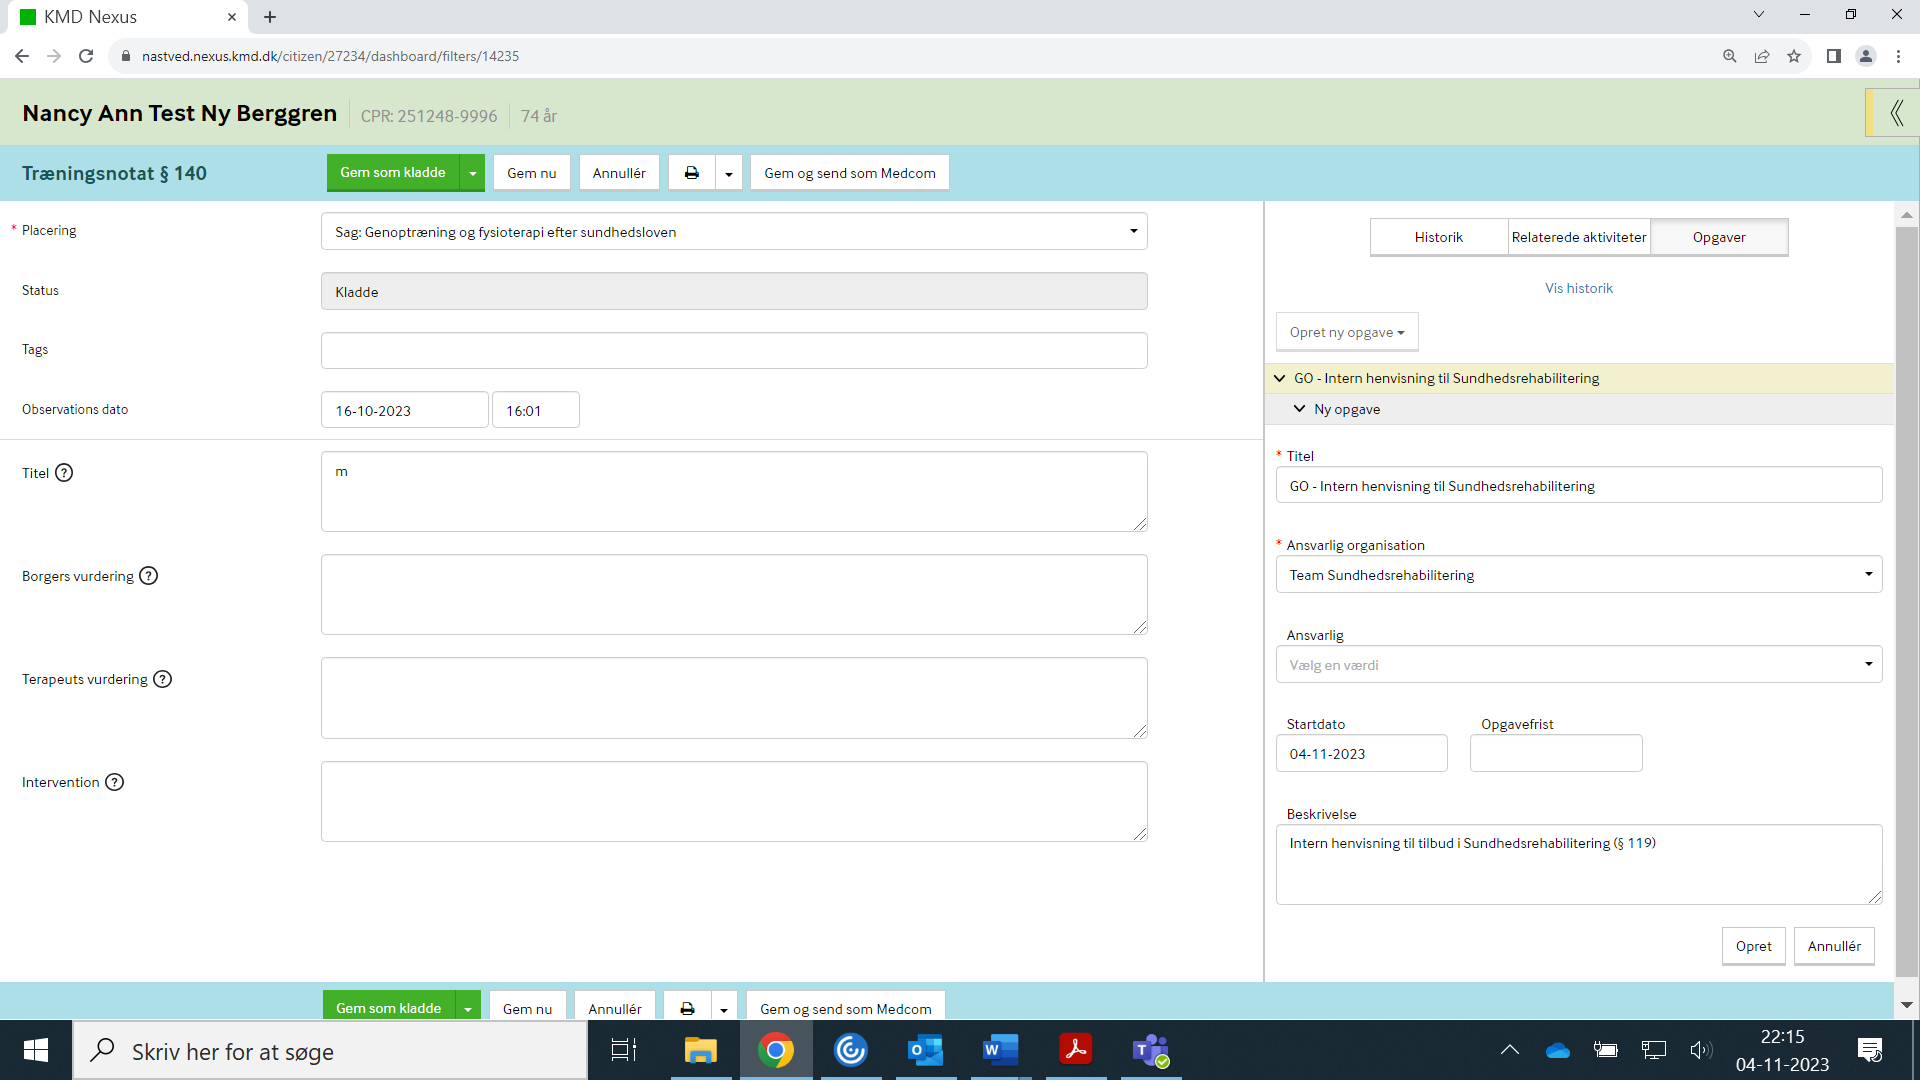 KMD Nexus
nastved.nexus.kmd.dk/citizen/27234/dashboard/filters/14235
Nancy Ann Test Ny Berggren CPR: 251248-9996 74 år
Træningsnotat § 140 Gem som kladde Gem nu Annullér Gem og send som Medcom
* Placering Sag: Genoptræning og fysioterapi efter sundhedsloven
Status Kladde
Tags
Observations dato 16-10-2023 16:01
Titel ? m
Borgers vurdering ?
Terapeuts vurdering ?
Intervention ?
Historik Relaterede aktiviteter Opgaver
Vis historik
Opret ny opgave
GO - Intern henvisning til Sundhedsrehabilitering
Ny opgave
* Titel
GO - Intern henvisning til Sundhedsrehabilitering
* Ansvarlig organisation
Team Sundhedsrehabilitering
Ansvarlig
Vælg en værdi
Startdato Opgavefrist
04-11-2023
Beskrivelse
Intern henvisning til tilbud i Sundhedsrehabilitering (§ 119)
Opret Annullér
Gem som kladde Gem nu Annullér Gem og send som Medcom
Skriv her for at søge
22:15
04-11-2023